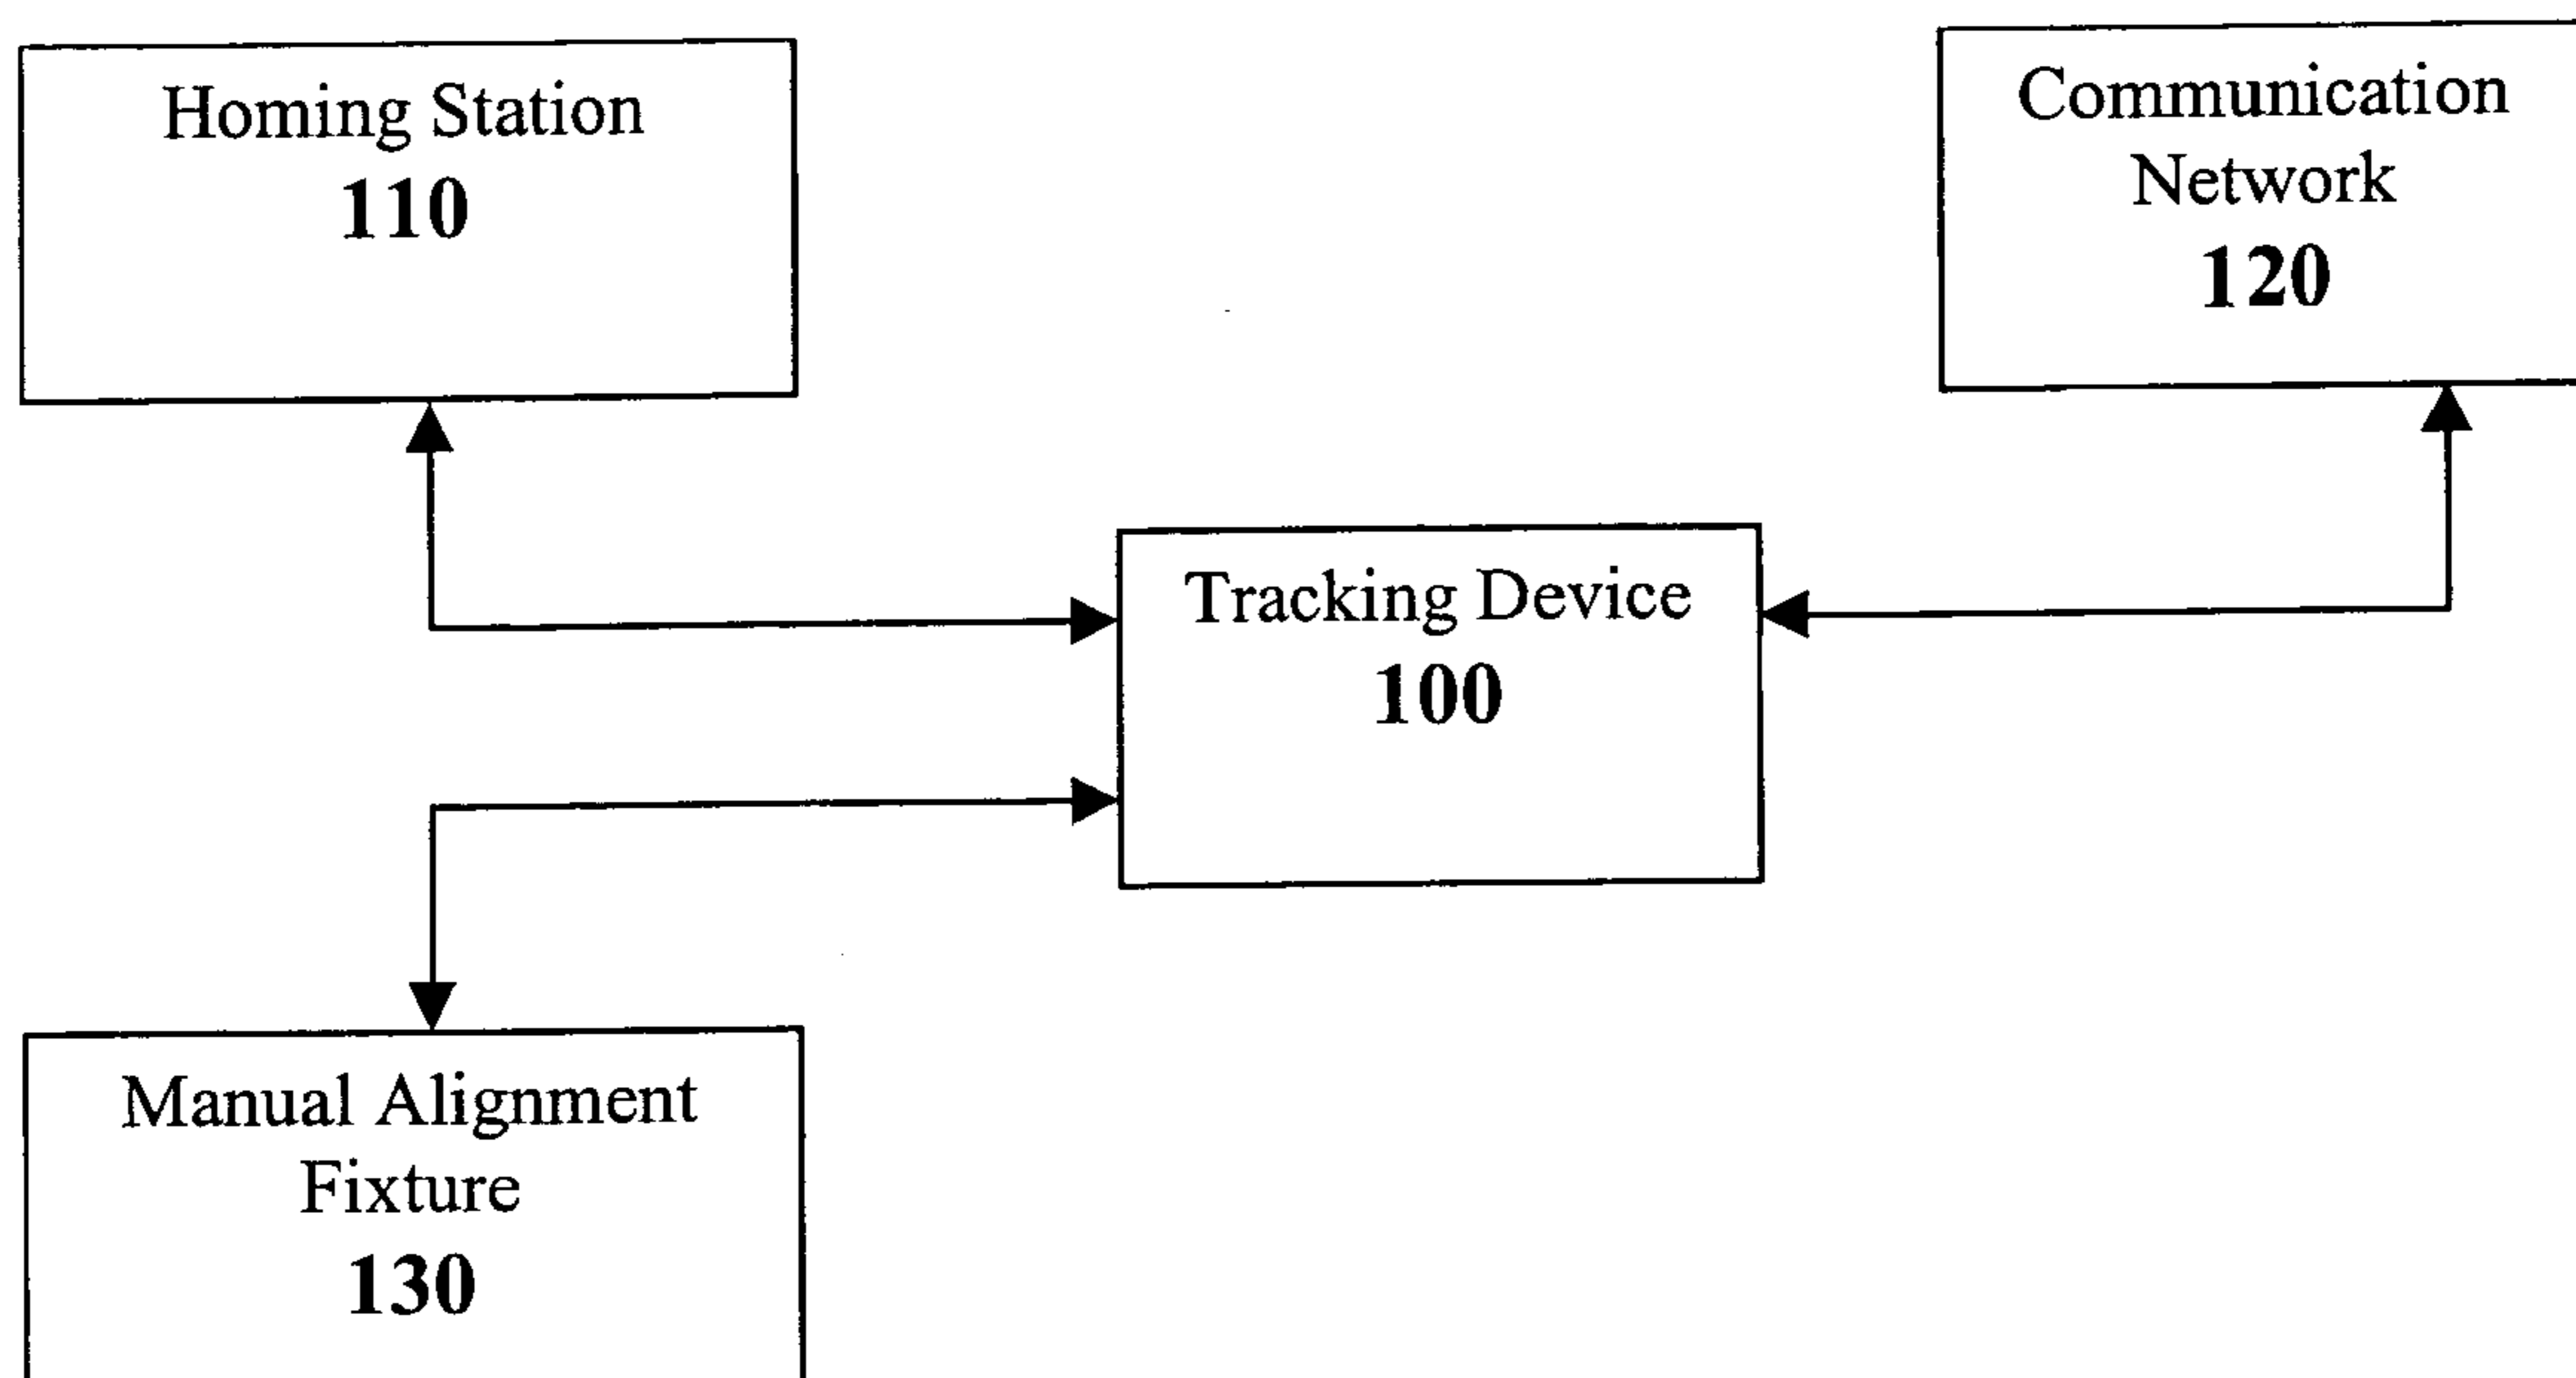 Homing Station
110
Communication
Network
120
Tracking Device
100
Manual Alignment
Fixture
130